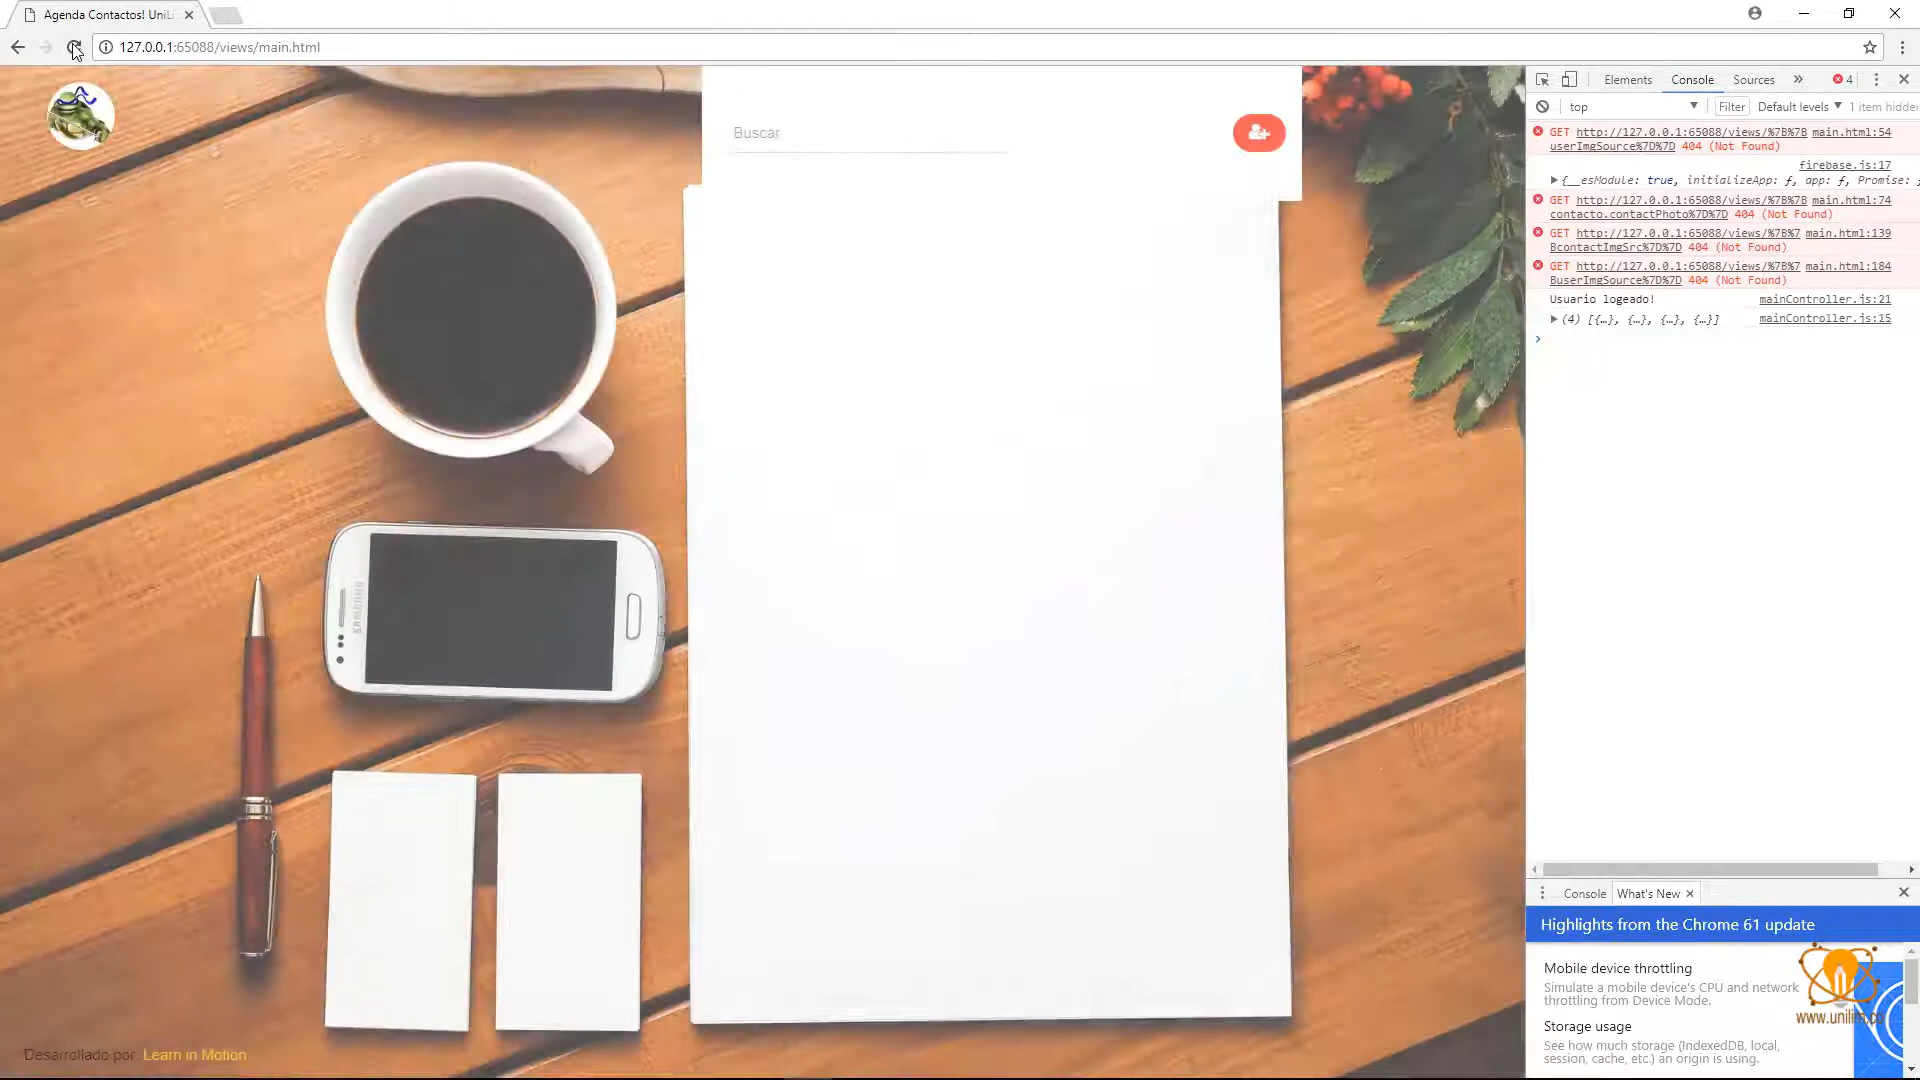 Agenda Contactos! UniL
127.0.0.1:65088/views/main.html
Buscar
SAMSUNG
Desarrollado por: Learn in Motion
Elements Console Sources » 4
top Filter Default levels 1 item hidden
GET http://127.0.0.1:65088/views/%7B%7B main.html:54
userImgSource%7D%7D 404 (Not Found)
firebase.js:17
{__esModule: true, initializeApp: ƒ, app: ƒ, Promise:
GET http://127.0.0.1:65088/views/%7B%7B main.html:74
contacto.contactPhoto%7D%7D 404 (Not Found)
GET http://127.0.0.1:65088/views/%7B%7 main.html:139
BcontactImgSrc%7D%7D 404 (Not Found)
GET http://127.0.0.1:65088/views/%7B%7 main.html:184
BuserImgSource%7D%7D 404 (Not Found)
Usuario logeado! mainController.js:21
(4) [{…}, {…}, {…}, {…}] mainController.js:15
Console What's New
Highlights from the Chrome 61 update
Mobile device throttling
Simulate a mobile device's CPU and network
throttling from Device Mode.
Storage usage
See how much storage (IndexedDB, local,
session, cache, etc.) an origin is using.
www.unilim.co